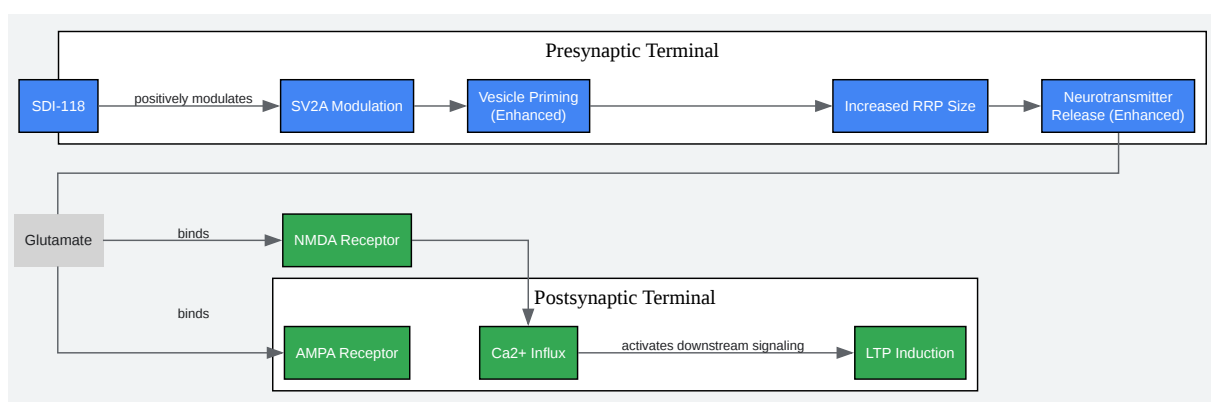 Presynaptic Terminal
SDI-118
positively modulates
SV2A Modulation
Vesicle Priming
(Enhanced)
Increased RRP Size
Neurotransmitter
Release (Enhanced)
Glutamate
binds
NMDA Receptor
Postsynaptic Terminal
binds
AMPA Receptor
Ca2+ Influx
activates downstream signaling
LTP Induction